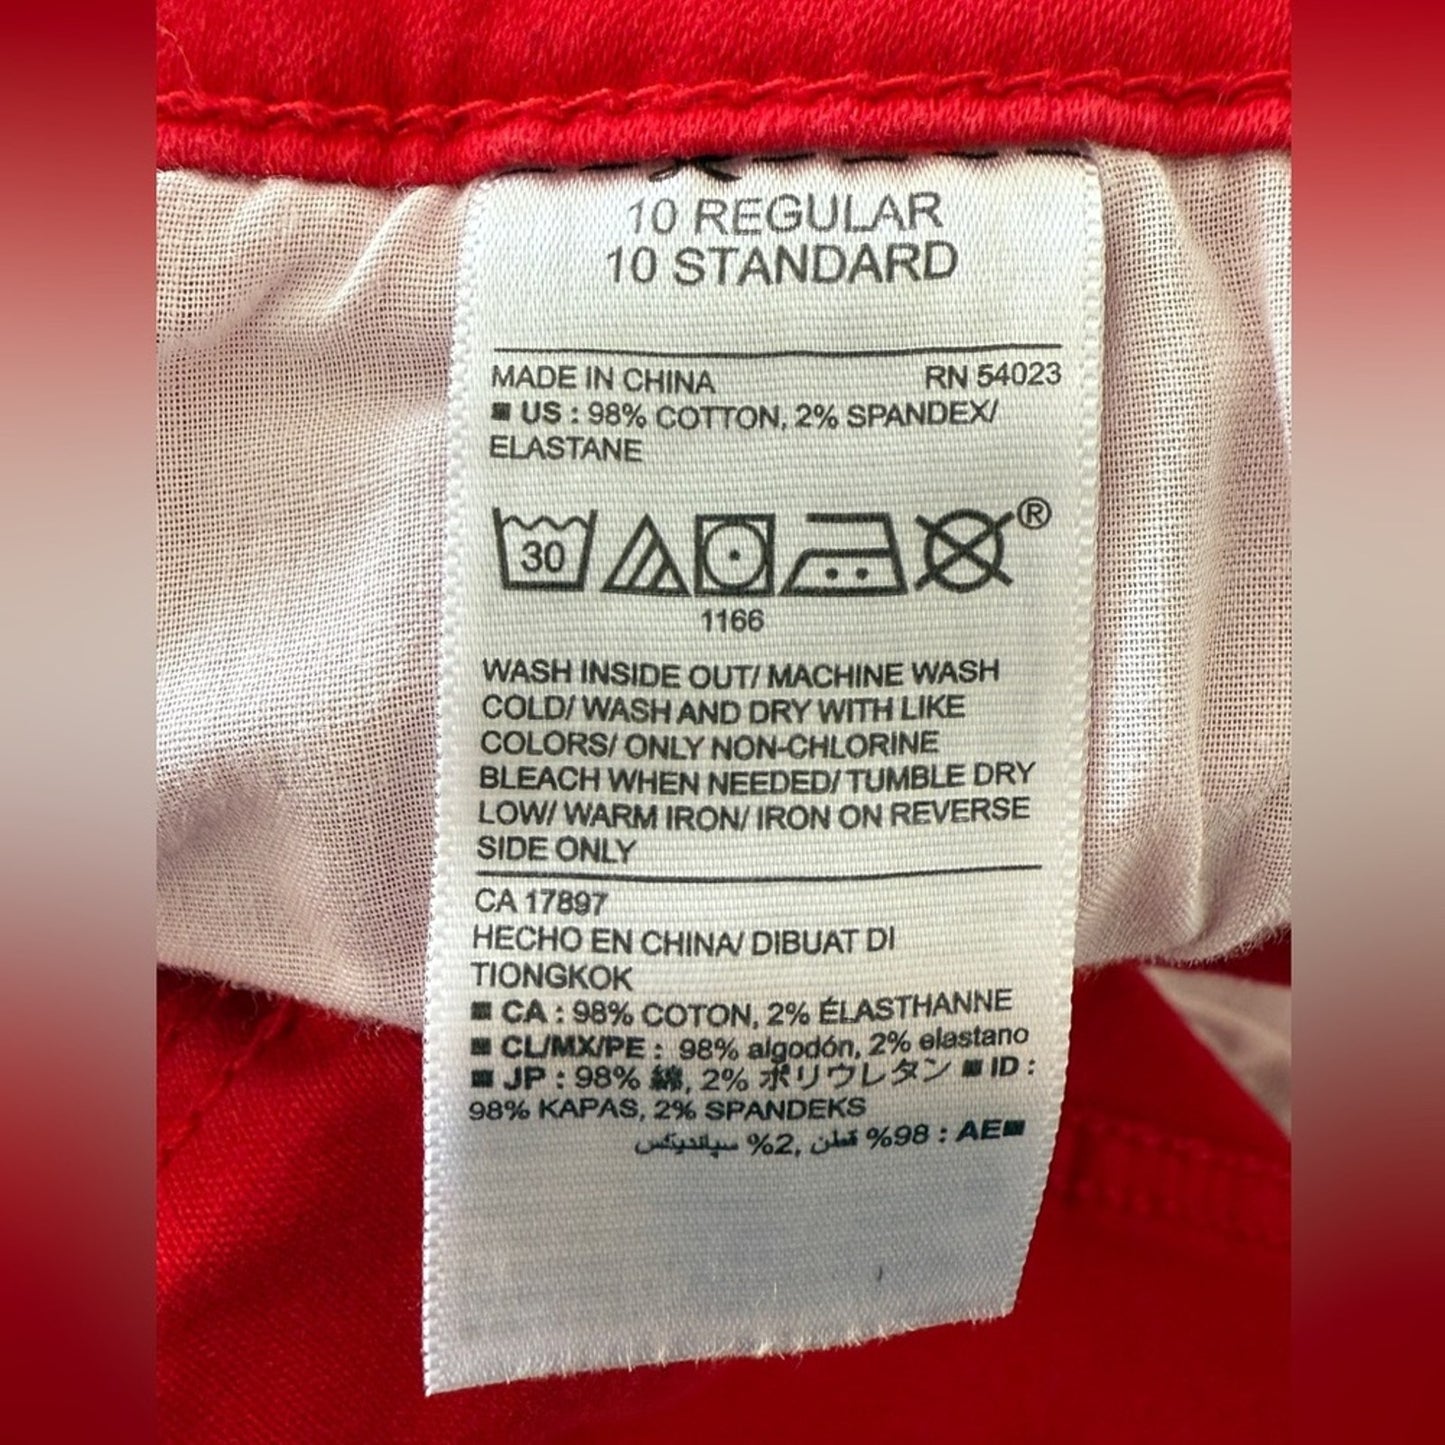 10 REGULAR
10 STANDARD
MADE IN CHINA RN 54023
■ US : 98% COTTON, 2% SPANDEX/
ELASTANE
30 ®
1166
WASH INSIDE OUT/ MACHINE WASH
COLD/ WASH AND DRY WITH LIKE
COLORS/ ONLY NON-CHLORINE
BLEACH WHEN NEEDED/ TUMBLE DRY
LOW/ WARM IRON/ IRON ON REVERSE
SIDE ONLY
CA 17897
HECHO EN CHINA/ DIBUAT DI
TIONGKOK
■ CA : 98% COTON, 2% ÉLASTHANNE
■ CL/MX/PE : 98% algodón, 2% elastano
■ JP : 98% 綿, 2% ポリウレタン ■ ID :
98% KAPAS, 2% SPANDEKS
■AE : 98% قطن, 2% سپانديكس